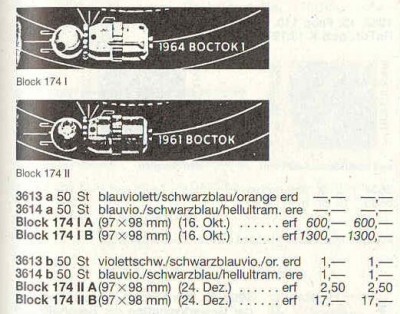 1964 ВОСТОК 1
Block 174 I
1961 ВОСТОК
Block 174 II
3613 a 50 St blauviolett/schwarzblau/orange erd —,— —,—
3614 a 50 St blauvio./schwarzblau/hellultram. ere —,— —,—
Block 174 I A (97 × 98 mm) (16. Okt.) ...... erf 600,— 600,—
Block 174 I B (97 × 98 mm) (16. Okt.) ...... erf 1300,— 1300,—
3613 b 50 St violettschw./schwarzblauvio./or. erd 1,— 1,—
3614 b 50 St blauvio./schwarzblau/hellultram. ere 1,— 1,—
Block 174 II A (97 × 98 mm) (24. Dez.) ...... erf 2,50 2,50
Block 174 II B (97 × 98 mm) (24. Dez.) ...... erf 17,— 17,—